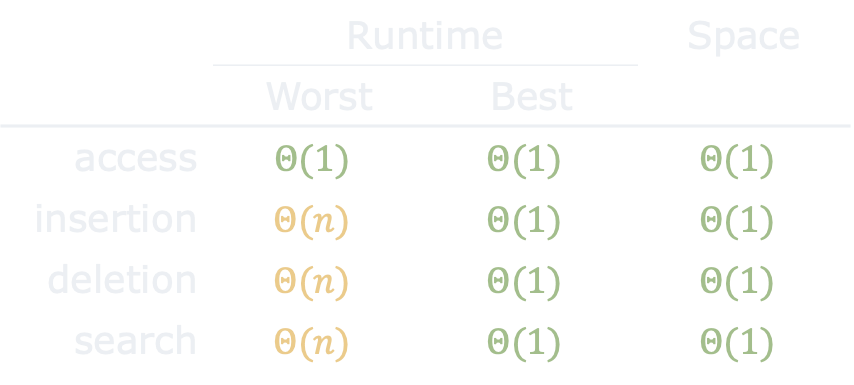 Runtime Space
Worst Best
access Θ(1) Θ(1) Θ(1)
insertion Θ(n) Θ(1) Θ(1)
deletion Θ(n) Θ(1) Θ(1)
search Θ(n) Θ(1) Θ(1)